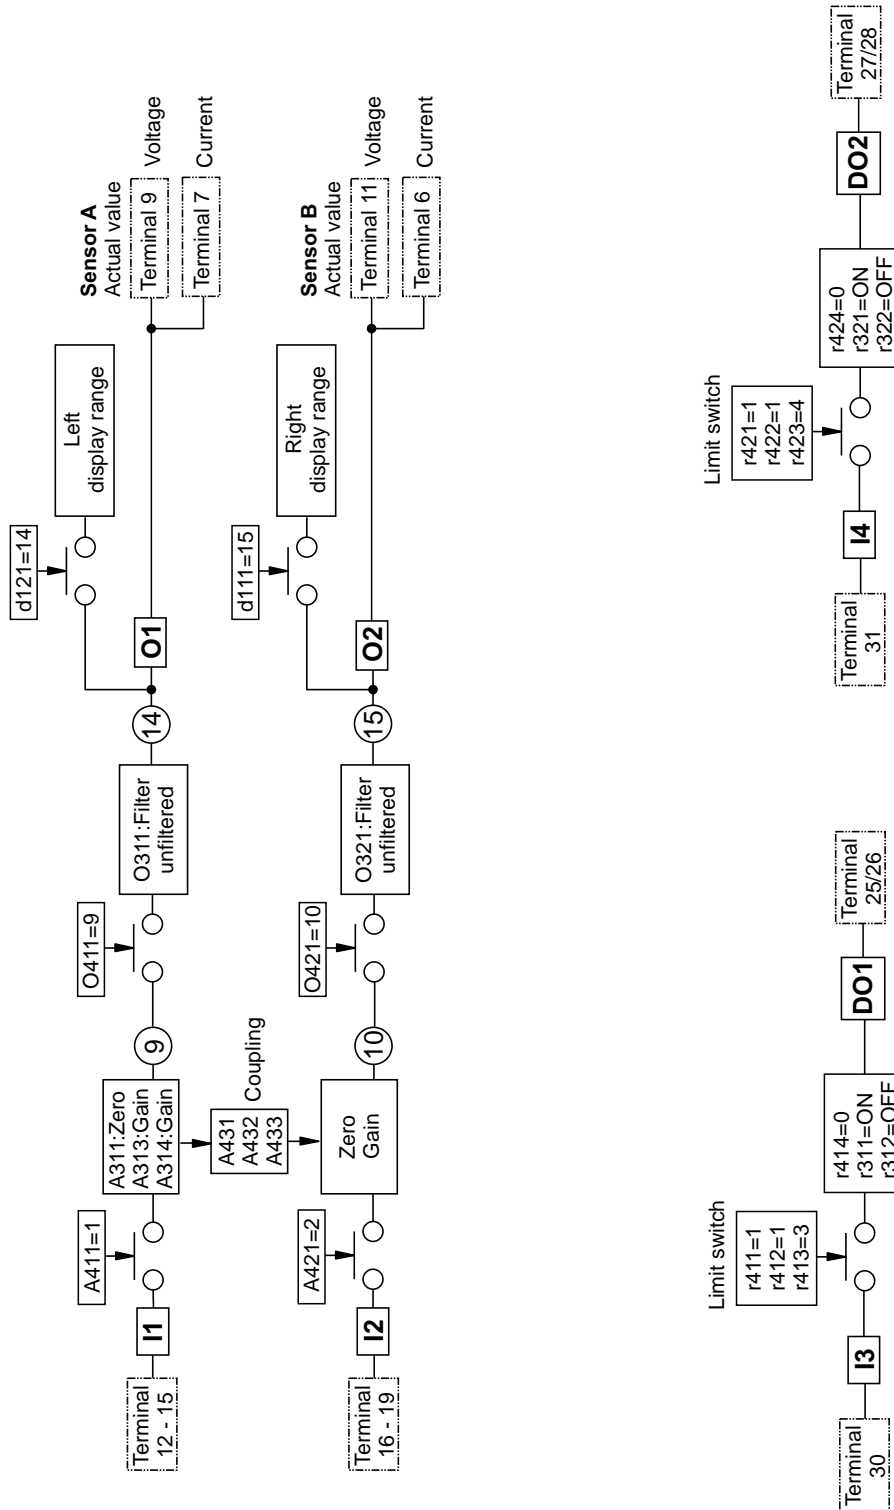 Terminal
12 - 15
I1
A411=1
A311:Zero
A313:Gain
A314:Gain
9
O411=9
O311:Filter
unfiltered
14
O1
d121=14
Left
display range
Sensor A
Actual value
Terminal 9
Voltage
Terminal 7
Current
A431
A432
A433
Coupling
Terminal
16 - 19
I2
A421=2
Zero
Gain
10
O421=10
O321:Filter
unfiltered
15
O2
d111=15
Right
display range
Sensor B
Actual value
Terminal 11
Voltage
Terminal 6
Current
Terminal
30
I3
Limit switch
r411=1
r412=1
r413=3
r414=0
r311=ON
r312=OFF
DO1
Terminal
25/26
Terminal
31
I4
Limit switch
r421=1
r422=1
r423=4
r424=0
r321=ON
r322=OFF
DO2
Terminal
27/28